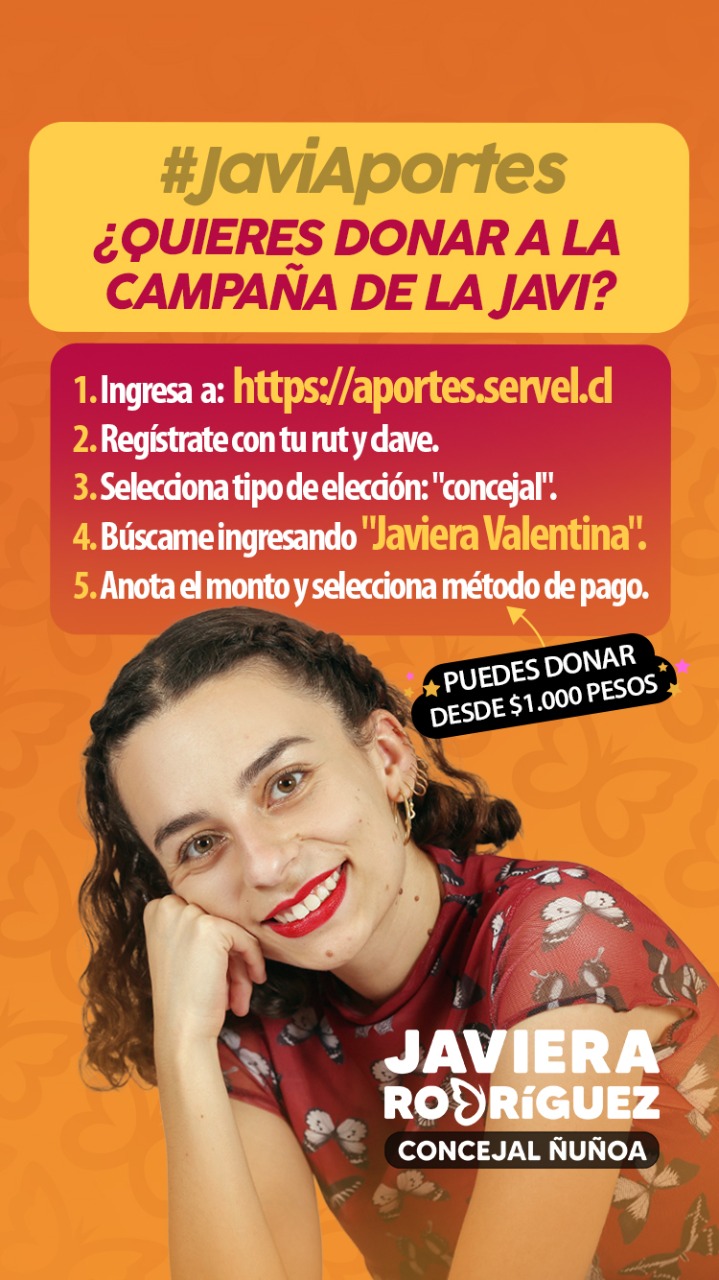 #JaviAportes
¿QUIERES DONAR A LA
CAMPAÑA DE LA JAVI?
1. Ingresa a: https://aportes.servel.cl
2. Regístrate con tu rut y clave.
3. Selecciona tipo de elección: "concejal".
4. Búscame ingresando "Javiera Valentina".
5. Anota el monto y selecciona método de pago.
PUEDES DONAR
DESDE $1.000 PESOS
JAVIERA
RODRíGUEZ
CONCEJAL ÑUÑOA